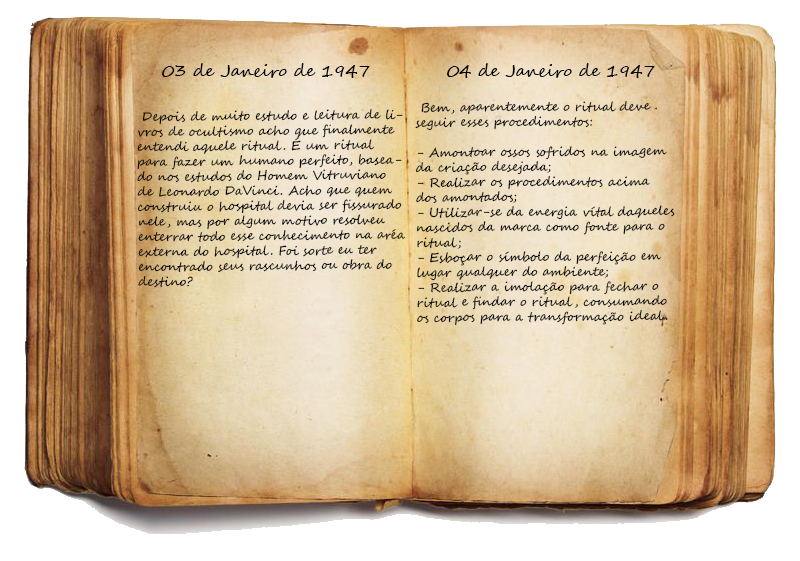 03 de Janeiro de 1947
Depois de muito estudo e leitura de li-
vros de ocultismo acho que finalmente
entendi aquele ritual. É um ritual
para fazer um humano perfeito, basea-
do nos estudos do Homem Vitruviano
de Leonardo DaVinci. Acho que quem
construiu o hospital devia ser fissurado
nele, mas por algum motivo resolveu
enterrar todo esse conhecimento na aréa
externa do hospital. Foi sorte eu ter
encontrado seus rascunhos ou obra do
destino?
04 de Janeiro de 1947
Bem, aparentemente o ritual deve
seguir esses procedimentos:
- Amontoar ossos sofridos na imagem
da criação desejada;
- Realizar os procedimentos acima
dos amontados;
- Utilizar-se da energia vítal daqueles
nascidos da marca como fonte para o
ritual;
- Esboçar o símbolo da perfeição em
lugar qualquer do ambiente;
- Realizar a imolação para fechar o
ritual e findar o ritual, consumando
os corpos para a transformação ideal.